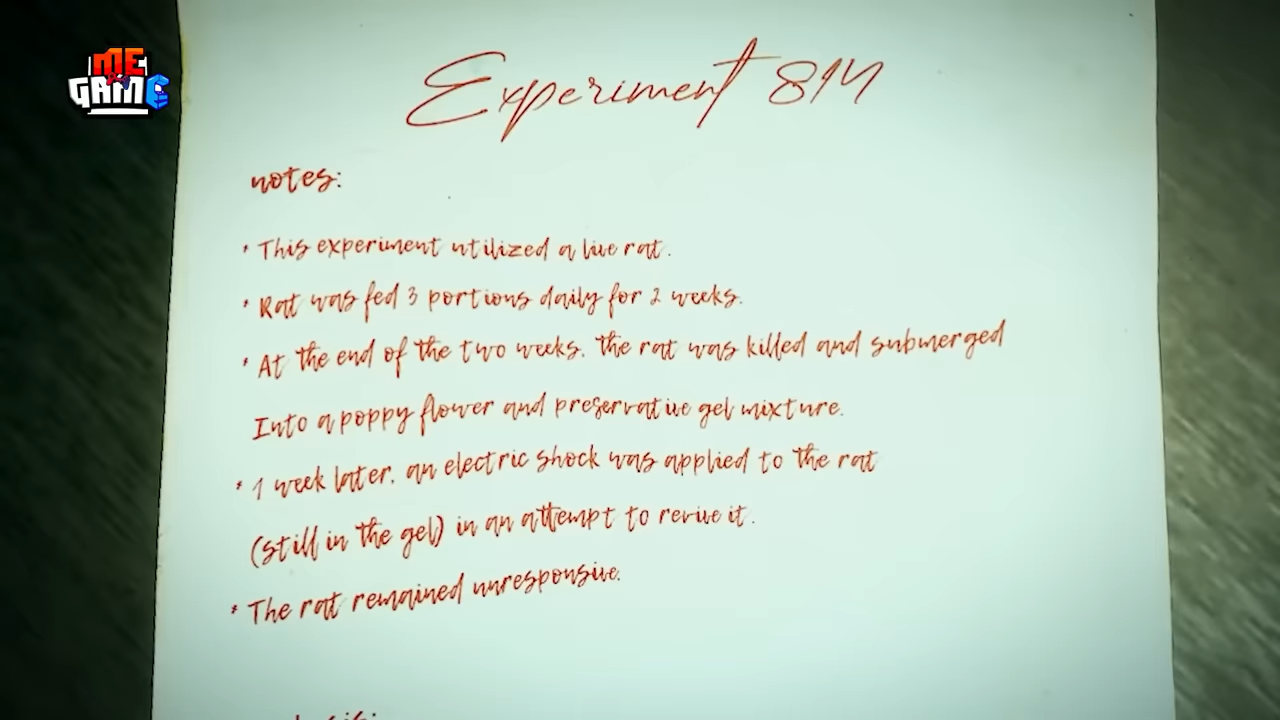 ME
GAME
Experiment 814
notes:
* This experiment utilized a live rat.
* Rat was fed 3 portions daily for 2 weeks.
* At the end of the two weeks, the rat was killed and submerged
Into a poppy flower and preservative gel mixture.
* 1 week later, an electric shock was applied to the rat
(still in the gel) in an attempt to revive it.
* The rat remained unresponsive.